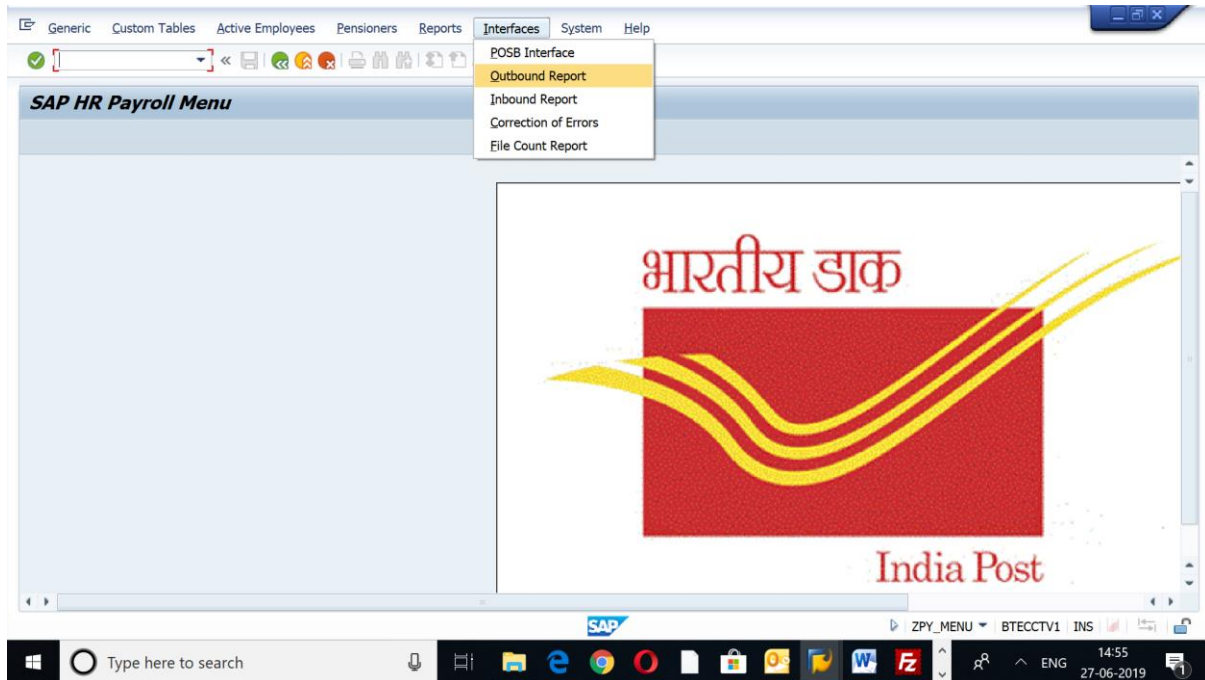 Generic Custom Tables Active Employees Pensioners Reports Interfaces System Help
POSB Interface
Outbound Report
Inbound Report
Correction of Errors
File Count Report
SAP HR Payroll Menu
भारतीय डाक
India Post
SAP
ZPY_MENU BTECCTV1 INS
Type here to search
ENG
14:55
27-06-2019
1